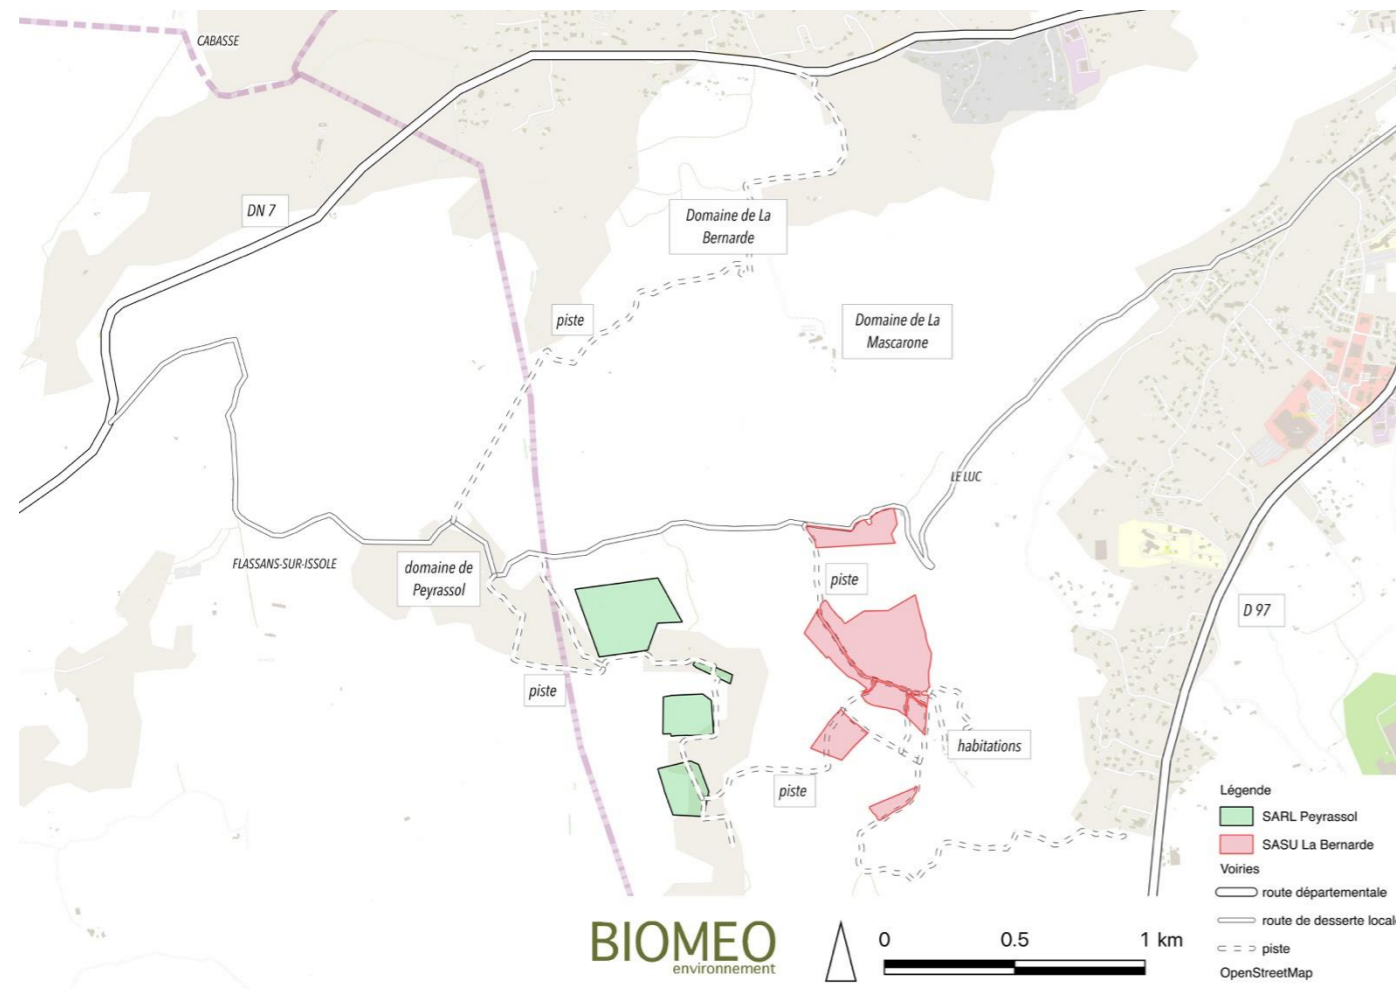 CABASSE
DN 7
Domaine de La
Bernarde
piste
Domaine de La
Mascarone
LE LUC
FLASSANS-SUR-ISSOLE
domaine de
Peyrassol
piste
D 97
piste
habitations
piste
Légende
SARL Peyrassol
SASU La Bernarde
Voiries
route départementale
route de desserte local
piste
OpenStreetMap
BIOMEO
environnement
0 0.5 1 km